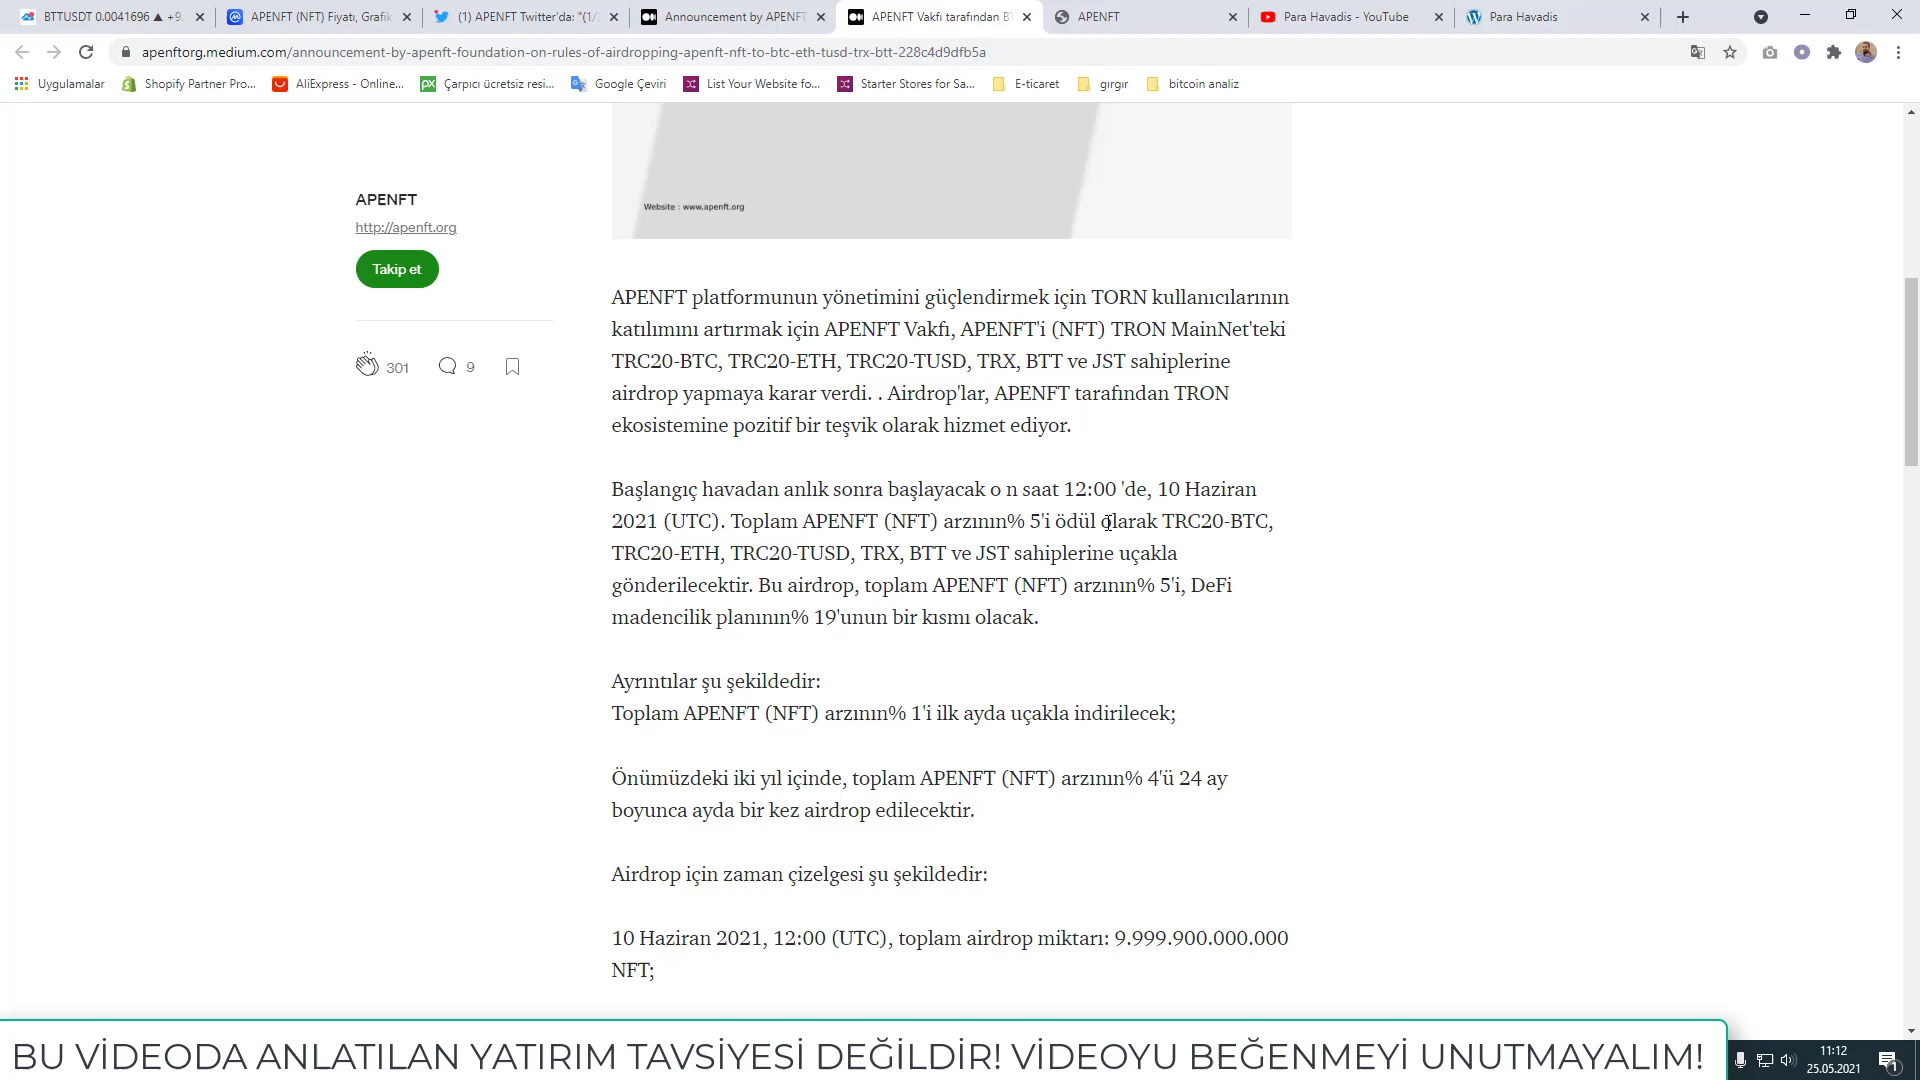 BTTUSDT 0.0041696 ▲ +9.
APENFT (NFT) Fiyatı, Grafik
(1) APENFT Twitter'da: "(1/
Announcement by APENFT
APENFT Vakfı tarafından BT
APENFT
Para Havadis - YouTube
Para Havadis
apenftorg.medium.com/announcement-by-apenft-foundation-on-rules-of-airdropping-apenft-nft-to-btc-eth-tusd-trx-btt-228c4d9dfb5a
Uygulamalar
Shopify Partner Pro...
AliExpress - Online...
px
Çarpıcı ücretsiz resi...
Google Çeviri
List Your Website fo...
Starter Stores for Sa...
E-ticaret
gırgır
bitcoin analiz
Website : www.apenft.org
APENFT
http://apenft.org
Takip et
301
9
APENFT platformunun yönetimini güçlendirmek için TORN kullanıcılarının
katılımını artırmak için APENFT Vakfı, APENFT'i (NFT) TRON MainNet'teki
TRC20-BTC, TRC20-ETH, TRC20-TUSD, TRX, BTT ve JST sahiplerine
airdrop yapmaya karar verdi. . Airdrop'lar, APENFT tarafından TRON
ekosistemine pozitif bir teşvik olarak hizmet ediyor.
Başlangıç havadan anlık sonra başlayacak o n saat 12:00 'de, 10 Haziran
2021 (UTC). Toplam APENFT (NFT) arzının% 5'i ödül olarak TRC20-BTC,
TRC20-ETH, TRC20-TUSD, TRX, BTT ve JST sahiplerine uçakla
gönderilecektir. Bu airdrop, toplam APENFT (NFT) arzının% 5'i, DeFi
madencilik planının% 19'unun bir kısmı olacak.
Ayrıntılar şu şekildedir:
Toplam APENFT (NFT) arzının% 1'i ilk ayda uçakla indirilecek;
Önümüzdeki iki yıl içinde, toplam APENFT (NFT) arzının% 4'ü 24 ay
boyunca ayda bir kez airdrop edilecektir.
Airdrop için zaman çizelgesi şu şekildedir:
10 Haziran 2021, 12:00 (UTC), toplam airdrop miktarı: 9.999.900.000.000
NFT;
BU VİDEODA ANLATILAN YATIRIM TAVSİYESİ DEĞİLDİR! VİDEOYU BEĞENMEYİ UNUTMAYALIM!
11:12
25.05.2021
1